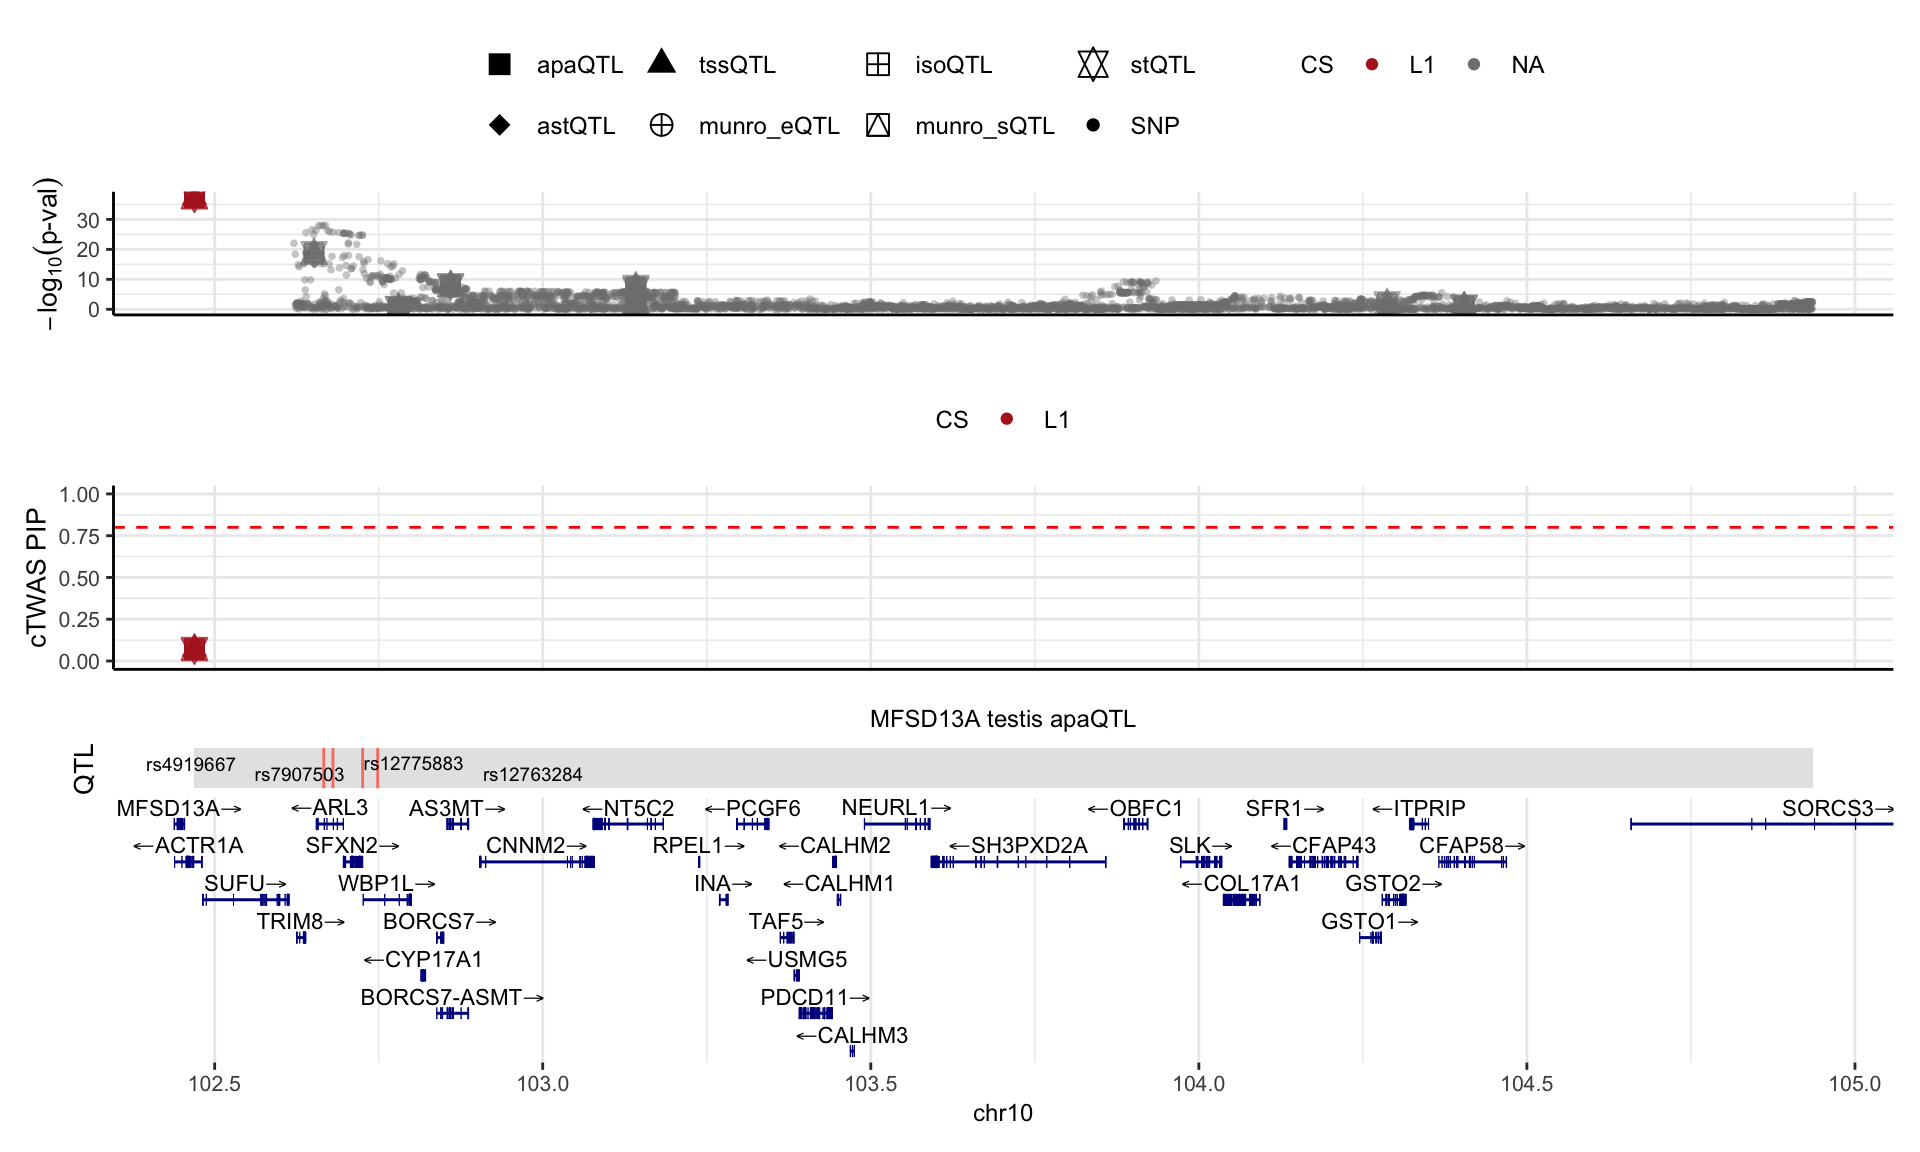 apaQTL tssQTL isoQTL stQTL CS L1 NA
astQTL munro_eQTL munro_sQTL SNP
−log10(p-val)
30
20
10
0
CS L1
cTWAS PIP
1.00
0.75
0.50
0.25
0.00
MFSD13A testis apaQTL
QTL
rs4919667 rs7907503 rs12775883 rs12763284
MFSD13A→ ←ARL3 AS3MT→ ←NT5C2 ←PCGF6 NEURL1→ ←OBFC1 SFR1→ ←ITPRIP SORCS3→
←ACTR1A SFXN2→ CNNM2→ RPEL1→ ←CALHM2 ←SH3PXD2A SLK→ ←CFAP43 CFAP58→
SUFU→ WBP1L→ INA→ ←CALHM1 ←COL17A1 GSTO2→
TRIM8→ BORCS7→ TAF5→ GSTO1→
←CYP17A1 ←USMG5
BORCS7-ASMT→ PDCD11→
←CALHM3
102.5 103.0 103.5 104.0 104.5 105.0
chr10